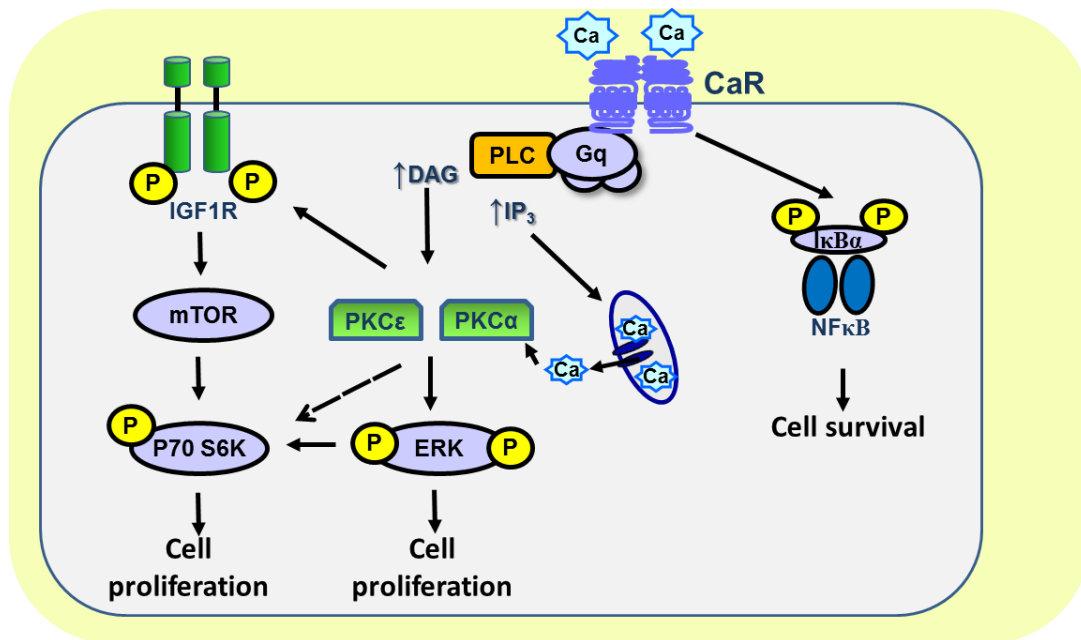 Ca
Ca
CaR
PLC
Gq
P
P
IGF1R
↑DAG
↑IP₃
P
P
IκBα
NFκB
mTOR
PKCε
PKCα
Ca
Ca
Ca
Cell survival
P
P70 S6K
P
ERK
P
Cell
proliferation
Cell
proliferation